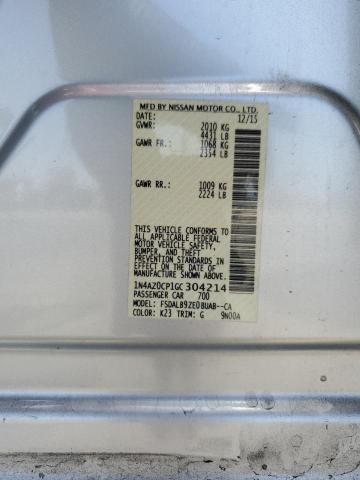 MFD BY NISSAN MOTOR CO., LTD.
DATE: 12/15
GVWR: 2010 KG
4431 LB
GAWR FR.: 1068 KG
2354 LB
GAWR RR.: 1009 KG
2224 LB
THIS VEHICLE CONFORMS TO
ALL APPLICABLE FEDERAL
MOTOR VEHICLE SAFETY,
BUMPER, AND THEFT
PREVENTION STANDARDS IN
EFFECT ON THE DATE OF
MANUFACTURE SHOWN ABOVE.
1N4AZ0CP1GC304214
PASSENGER CAR 700
MODEL: FSDALB9ZE0BUAB--CA
COLOR: K23 TRIM: G 9N00A